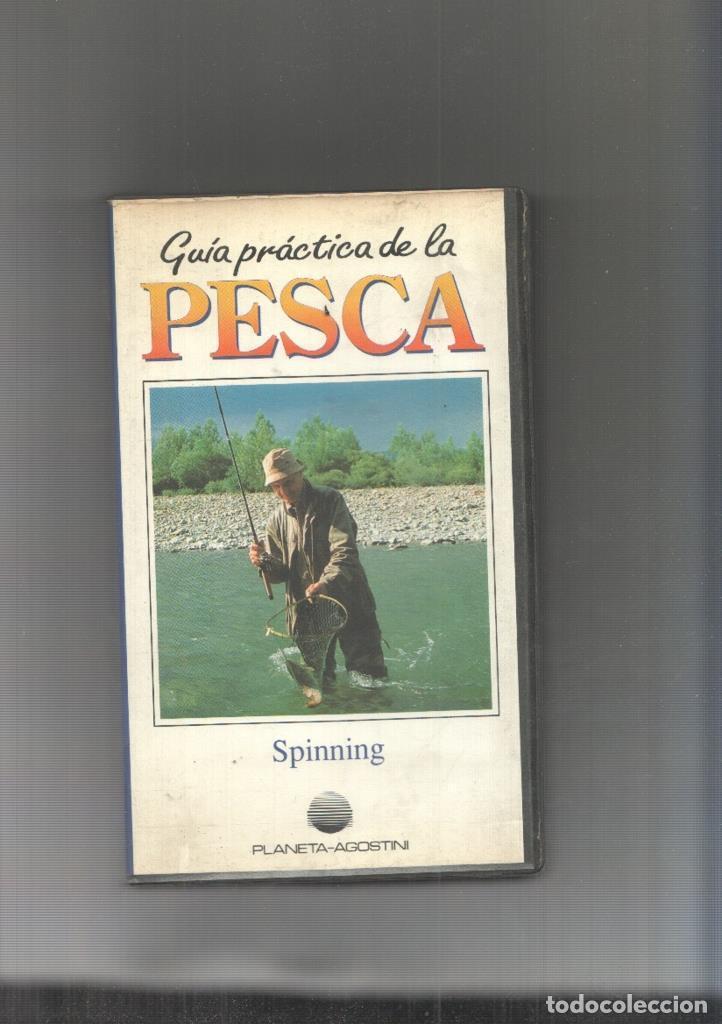 Guía práctica de la
PESCA
Spinning
PLANETA-AGOSTINI
todocoleccion